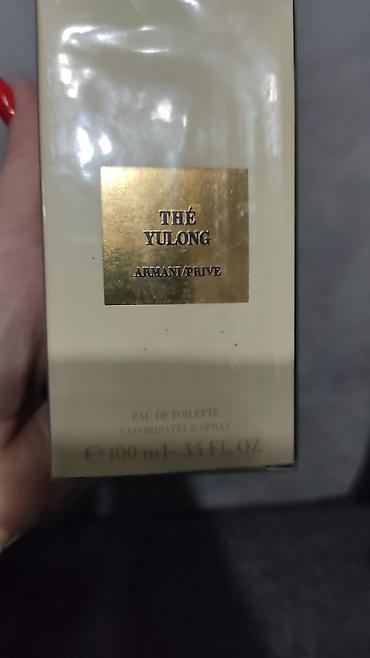 THÉ
YULONG
ARMANI/PRIVE
EAU DE TOILETTE
VAPORISATEUR SPRAY
℮ 100 ml - 3.4 FL. OZ.